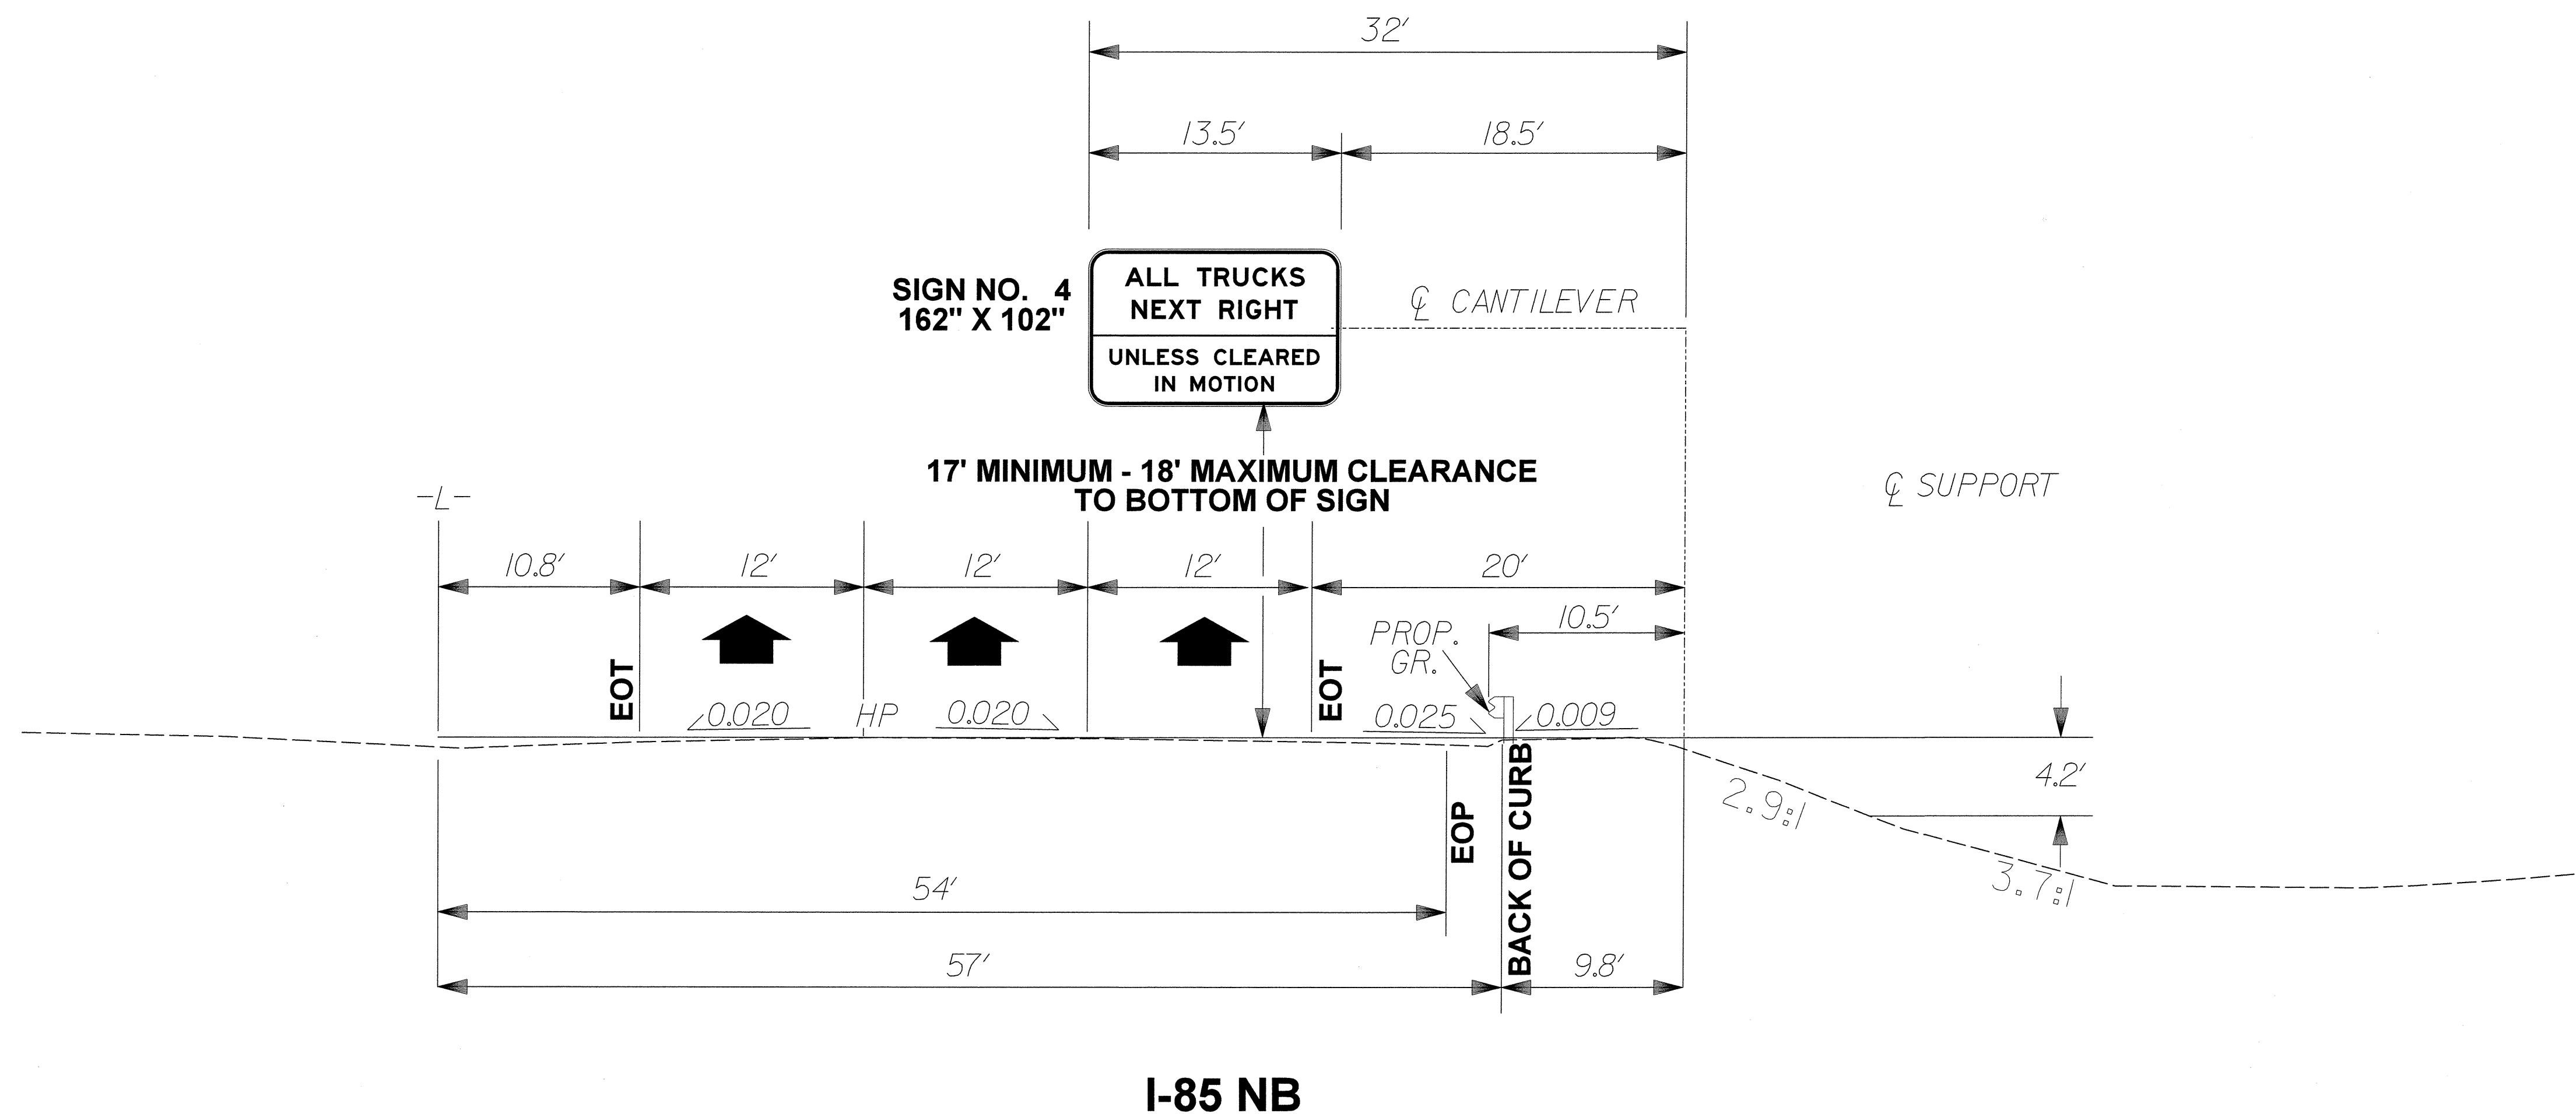 32'
13.5'
18.5'
SIGN NO. 4
162" X 102"
ALL TRUCKS
NEXT RIGHT
UNLESS CLEARED
IN MOTION
℄ CANTILEVER
17' MINIMUM - 18' MAXIMUM CLEARANCE
TO BOTTOM OF SIGN
-L-
℄ SUPPORT
10.8'
12'
12'
12'
20'
10.5'
PROP.
GR.
EOT
EOT
0.020
HP
0.020
0.025
0.009
4.2'
2.9:1
3.7:1
EOP
BACK OF CURB
54'
57'
9.8'
I-85 NB